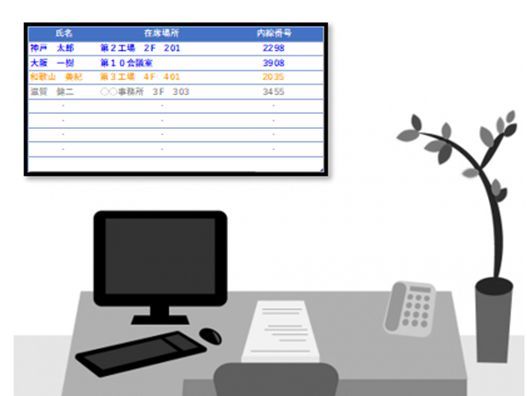 氏名 在席場所 内線番号
神戸 太郎 第2工場 2F 201 2298
大阪 一樹 第10会議室 3908
和歌山 美紀 第3工場 4F 401 2035
滋賀 健二 〇〇事務所 3F 303 3455
・ ・ ・
・ ・ ・
・ ・ ・
・ ・ ・